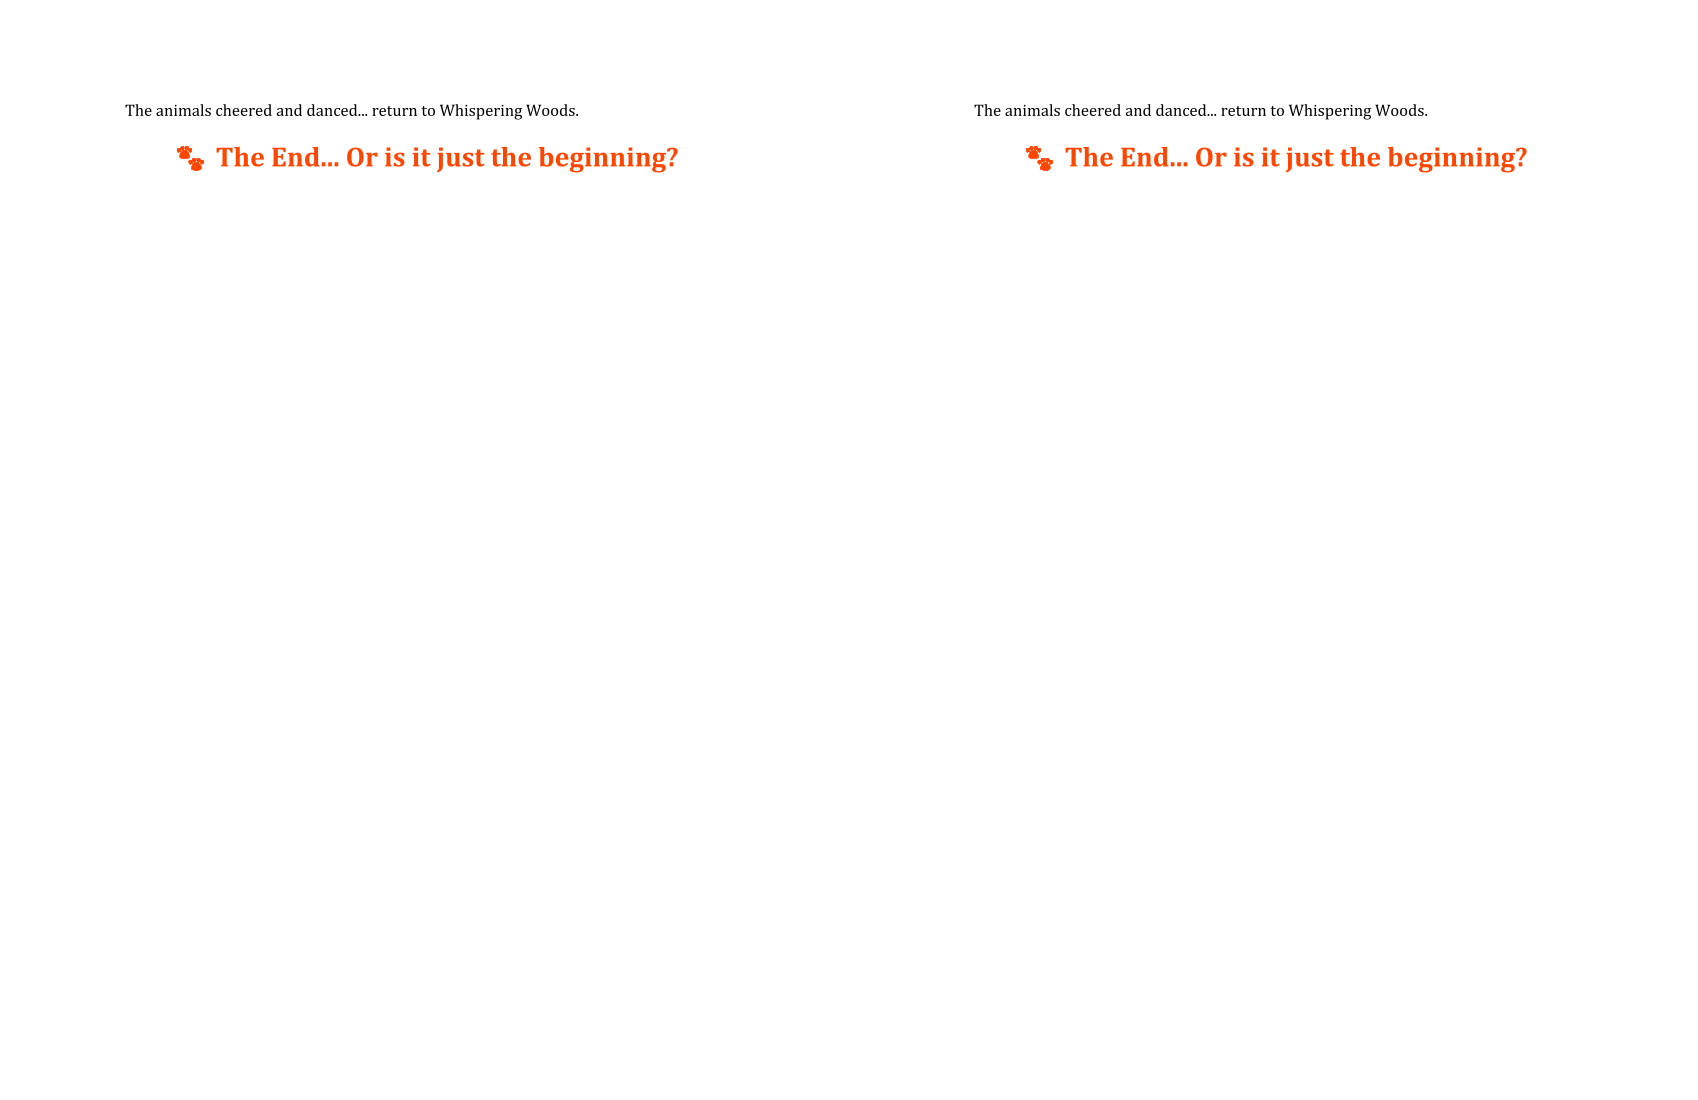 The animals cheered and danced... return to Whispering Woods.
🐾 The End... Or is it just the beginning?
The animals cheered and danced... return to Whispering Woods.
🐾 The End... Or is it just the beginning?